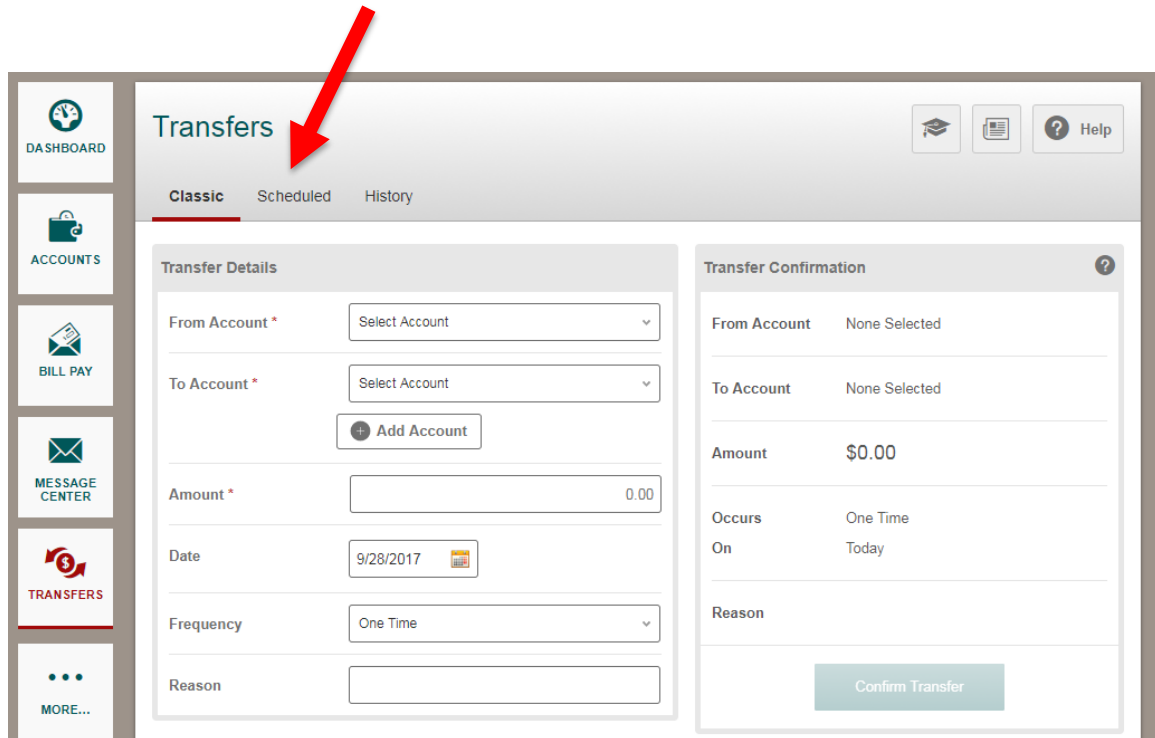 DASHBOARD
ACCOUNTS
BILL PAY
MESSAGE
CENTER
TRANSFERS
MORE...
Transfers
Help
Classic Scheduled History
Transfer Details
From Account * Select Account
To Account * Select Account
Add Account
Amount * 0.00
Date 9/28/2017
Frequency One Time
Reason
Transfer Confirmation
From Account None Selected
To Account None Selected
Amount $0.00
Occurs One Time
On Today
Reason
Confirm Transfer